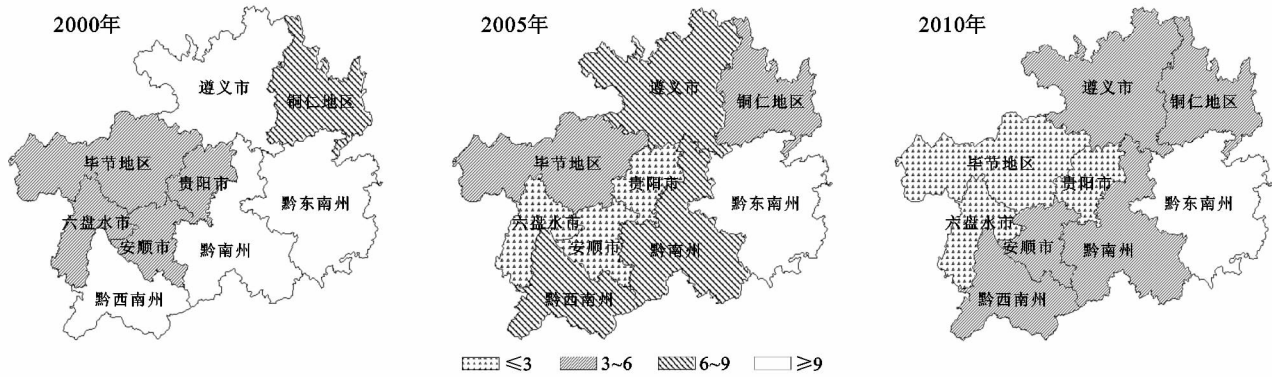 2000年
遵义市
铜仁地区
毕节地区
贵阳市
六盘水市
安顺市
黔南州
黔东南州
黔西南州
2005年
遵义市
铜仁地区
毕节地区
贵阳市
六盘水市
安顺市
黔南州
黔东南州
黔西南州
2010年
遵义市
铜仁地区
毕节地区
贵阳市
六盘水市
安顺市
黔南州
黔东南州
黔西南州
≤3 3~6 6~9 ≥9